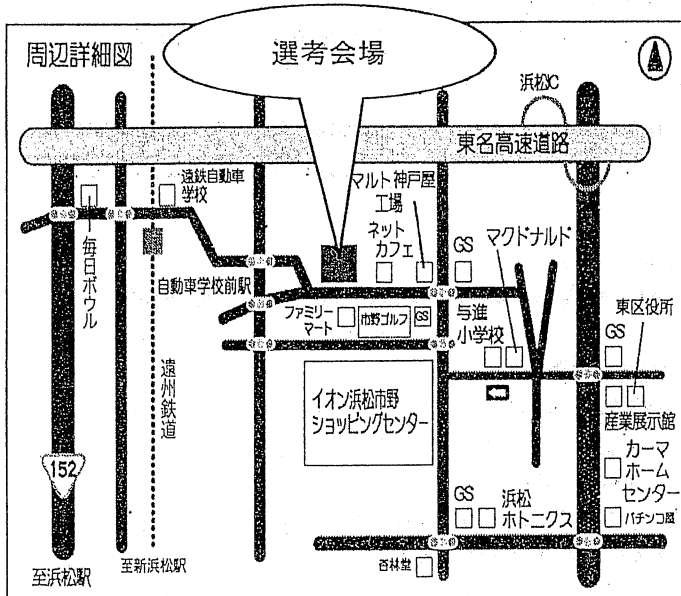 周辺詳細図
選考会場
浜松IC
東名高速道路
遠鉄自動車
学校
マルト神戸屋
工場
ネット
カフェ
GS
マクドナルド
毎日ボウル
自動車学校前駅
ファミリー
マート
市野ゴルフ
GS
与進
小学校
東区役所
GS
遠州鉄道
イオン浜松市野
ショッピングセンター
産業展示館
カーマ
ホーム
センター
パチンコ屋
152
GS
浜松
ホトニクス
杏林堂
至浜松駅
至新浜松駅